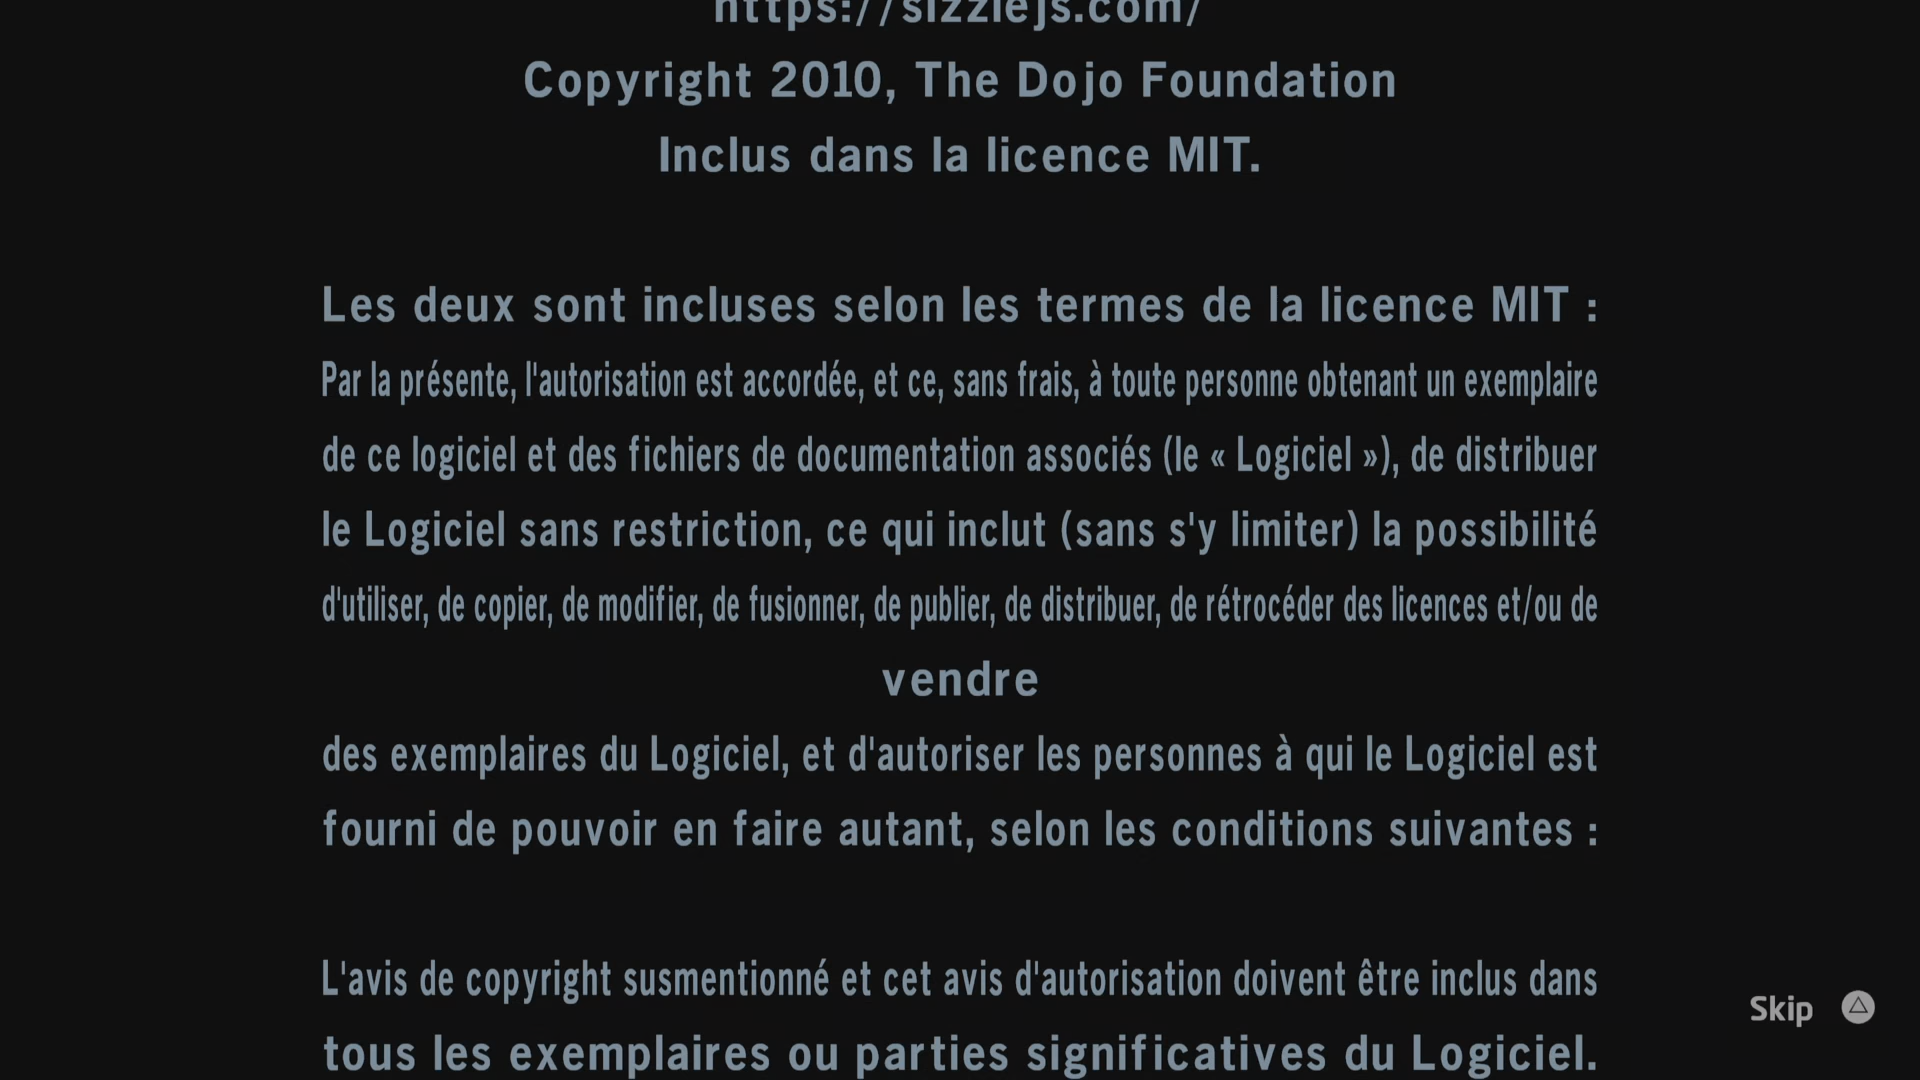 https://sizzlejs.com/
Copyright 2010, The Dojo Foundation
Inclus dans la licence MIT.
Les deux sont incluses selon les termes de la licence MIT :
Par la présente, l'autorisation est accordée, et ce, sans frais, à toute personne obtenant un exemplaire
de ce logiciel et des fichiers de documentation associés (le « Logiciel »), de distribuer
le Logiciel sans restriction, ce qui inclut (sans s'y limiter) la possibilité
d'utiliser, de copier, de modifier, de fusionner, de publier, de distribuer, de rétrocéder des licences et/ou de
vendre
des exemplaires du Logiciel, et d'autoriser les personnes à qui le Logiciel est
fourni de pouvoir en faire autant, selon les conditions suivantes :
L'avis de copyright susmentionné et cet avis d'autorisation doivent être inclus dans
tous les exemplaires ou parties significatives du Logiciel.
Skip